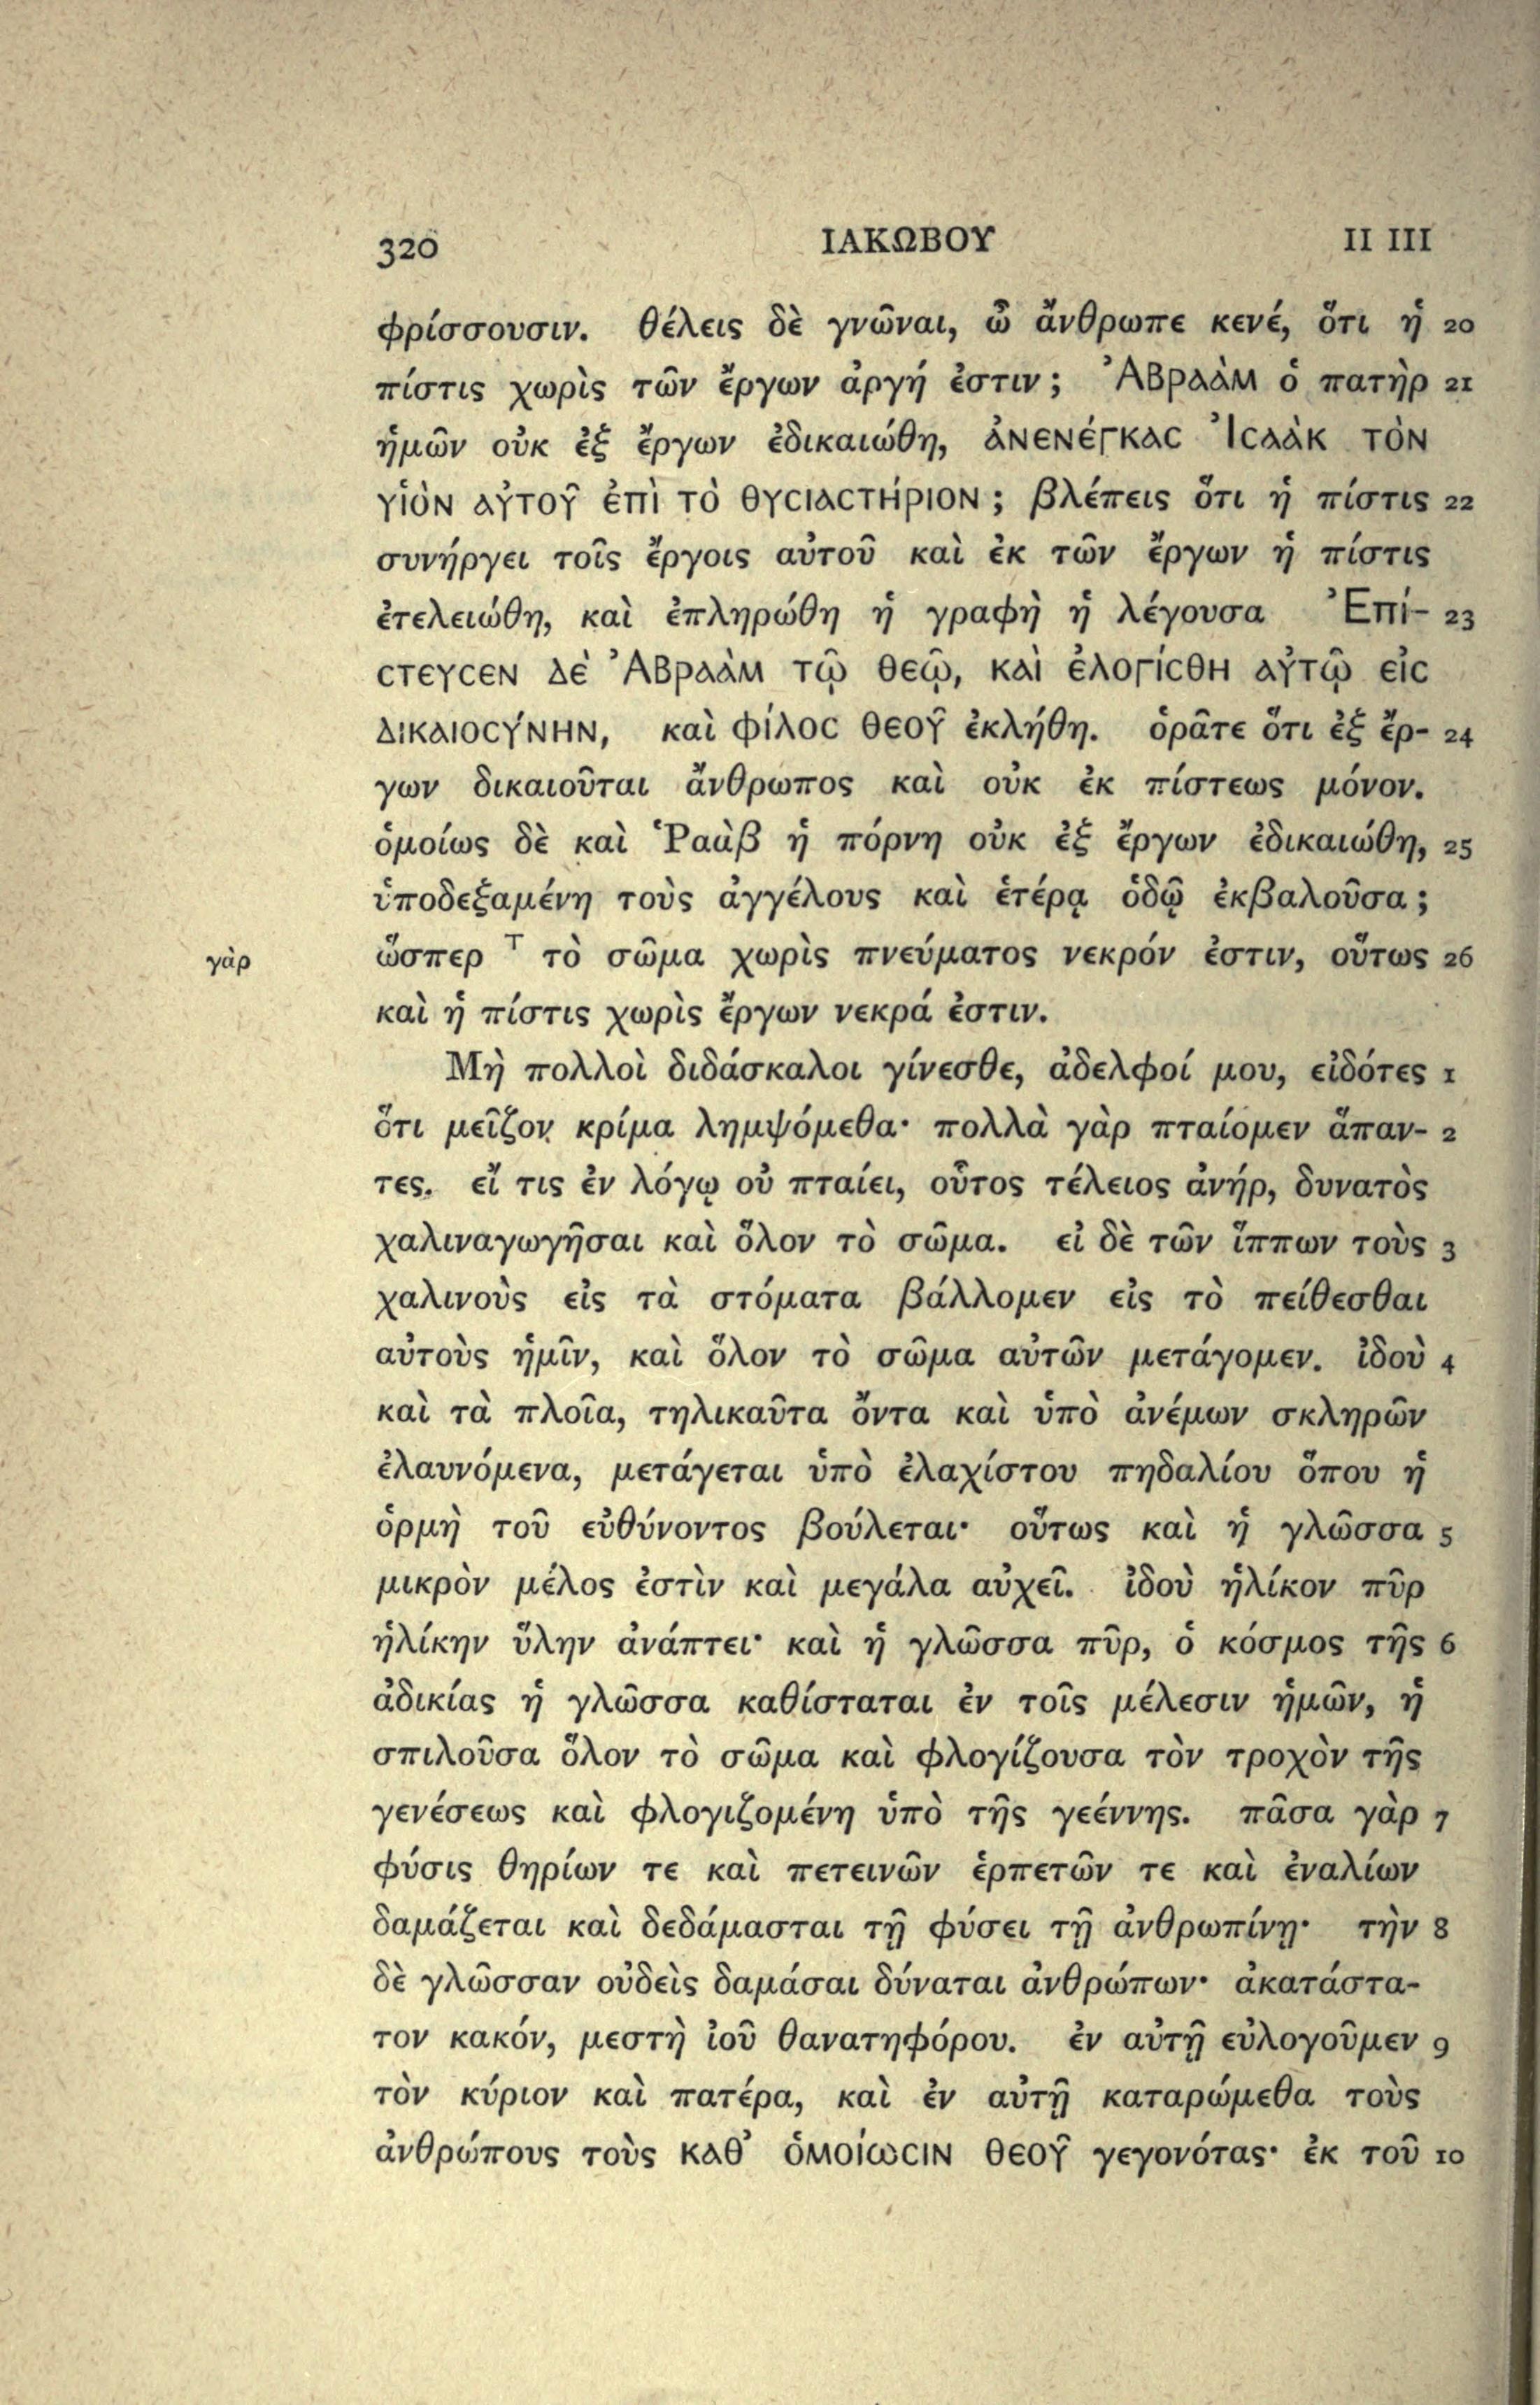 320 ΙΑΚΩΒΟΥ II III
φρίσσουσιν. θέλεις δὲ γνῶναι, ὦ ἄνθρωπε κενέ, ὅτι ἡ 20
πίστις χωρὶς τῶν ἔργων ἀργή ἐστιν; Ἀβραὰμ ὁ πατὴρ 21
ἡμῶν οὐκ ἐξ ἔργων ἐδικαιώθη, ἀνενέγκας Ἰσαὰκ τὸν
υἱὸν αὐτοῦ ἐπὶ τὸ θυσιαστήριον; βλέπεις ὅτι ἡ πίστις 22
συνήργει τοῖς ἔργοις αὐτοῦ καὶ ἐκ τῶν ἔργων ἡ πίστις
ἐτελειώθη, καὶ ἐπληρώθη ἡ γραφὴ ἡ λέγουσα Ἐπί- 23
στευσεν δὲ Ἀβραὰμ τῷ θεῷ, καὶ ἐλογίσθη αὐτῷ εἰς
δικαιοσύνην, καὶ φίλος θεοῦ ἐκλήθη. ὁρᾶτε ὅτι ἐξ ἔρ- 24
γων δικαιοῦται ἄνθρωπος καὶ οὐκ ἐκ πίστεως μόνον.
ὁμοίως δὲ καὶ Ῥαὰβ ἡ πόρνη οὐκ ἐξ ἔργων ἐδικαιώθη, 25
ὑποδεξαμένη τοὺς ἀγγέλους καὶ ἑτέρᾳ ὁδῷ ἐκβαλοῦσα;
γὰρ ὥσπερ ⊤ τὸ σῶμα χωρὶς πνεύματος νεκρόν ἐστιν, οὕτως 26
καὶ ἡ πίστις χωρὶς ἔργων νεκρά ἐστιν.
Μὴ πολλοὶ διδάσκαλοι γίνεσθε, ἀδελφοί μου, εἰδότες 1
ὅτι μεῖζον κρίμα λημψόμεθα· πολλὰ γὰρ πταίομεν ἅπαν- 2
τες. εἴ τις ἐν λόγῳ οὐ πταίει, οὗτος τέλειος ἀνήρ, δυνατὸς
χαλιναγωγῆσαι καὶ ὅλον τὸ σῶμα. εἰ δὲ τῶν ἵππων τοὺς 3
χαλινοὺς εἰς τὰ στόματα βάλλομεν εἰς τὸ πείθεσθαι
αὐτοὺς ἡμῖν, καὶ ὅλον τὸ σῶμα αὐτῶν μετάγομεν. ἰδοὺ 4
καὶ τὰ πλοῖα, τηλικαῦτα ὄντα καὶ ὑπὸ ἀνέμων σκληρῶν
ἐλαυνόμενα, μετάγεται ὑπὸ ἐλαχίστου πηδαλίου ὅπου ἡ
ὁρμὴ τοῦ εὐθύνοντος βούλεται· οὕτως καὶ ἡ γλῶσσα 5
μικρὸν μέλος ἐστὶν καὶ μεγάλα αὐχεῖ. ἰδοὺ ἡλίκον πῦρ
ἡλίκην ὕλην ἀνάπτει· καὶ ἡ γλῶσσα πῦρ, ὁ κόσμος τῆς 6
ἀδικίας ἡ γλῶσσα καθίσταται ἐν τοῖς μέλεσιν ἡμῶν, ἡ
σπιλοῦσα ὅλον τὸ σῶμα καὶ φλογίζουσα τὸν τροχὸν τῆς
γενέσεως καὶ φλογιζομένη ὑπὸ τῆς γεέννης. πᾶσα γὰρ 7
φύσις θηρίων τε καὶ πετεινῶν ἑρπετῶν τε καὶ ἐναλίων
δαμάζεται καὶ δεδάμασται τῇ φύσει τῇ ἀνθρωπίνῃ· τὴν 8
δὲ γλῶσσαν οὐδεὶς δαμάσαι δύναται ἀνθρώπων· ἀκατάστα-
τον κακόν, μεστὴ ἰοῦ θανατηφόρου. ἐν αὐτῇ εὐλογοῦμεν 9
τὸν κύριον καὶ πατέρα, καὶ ἐν αὐτῇ καταρώμεθα τοὺς
ἀνθρώπους τοὺς καθ᾽ ὁμοίωσιν θεοῦ γεγονότας· ἐκ τοῦ 10